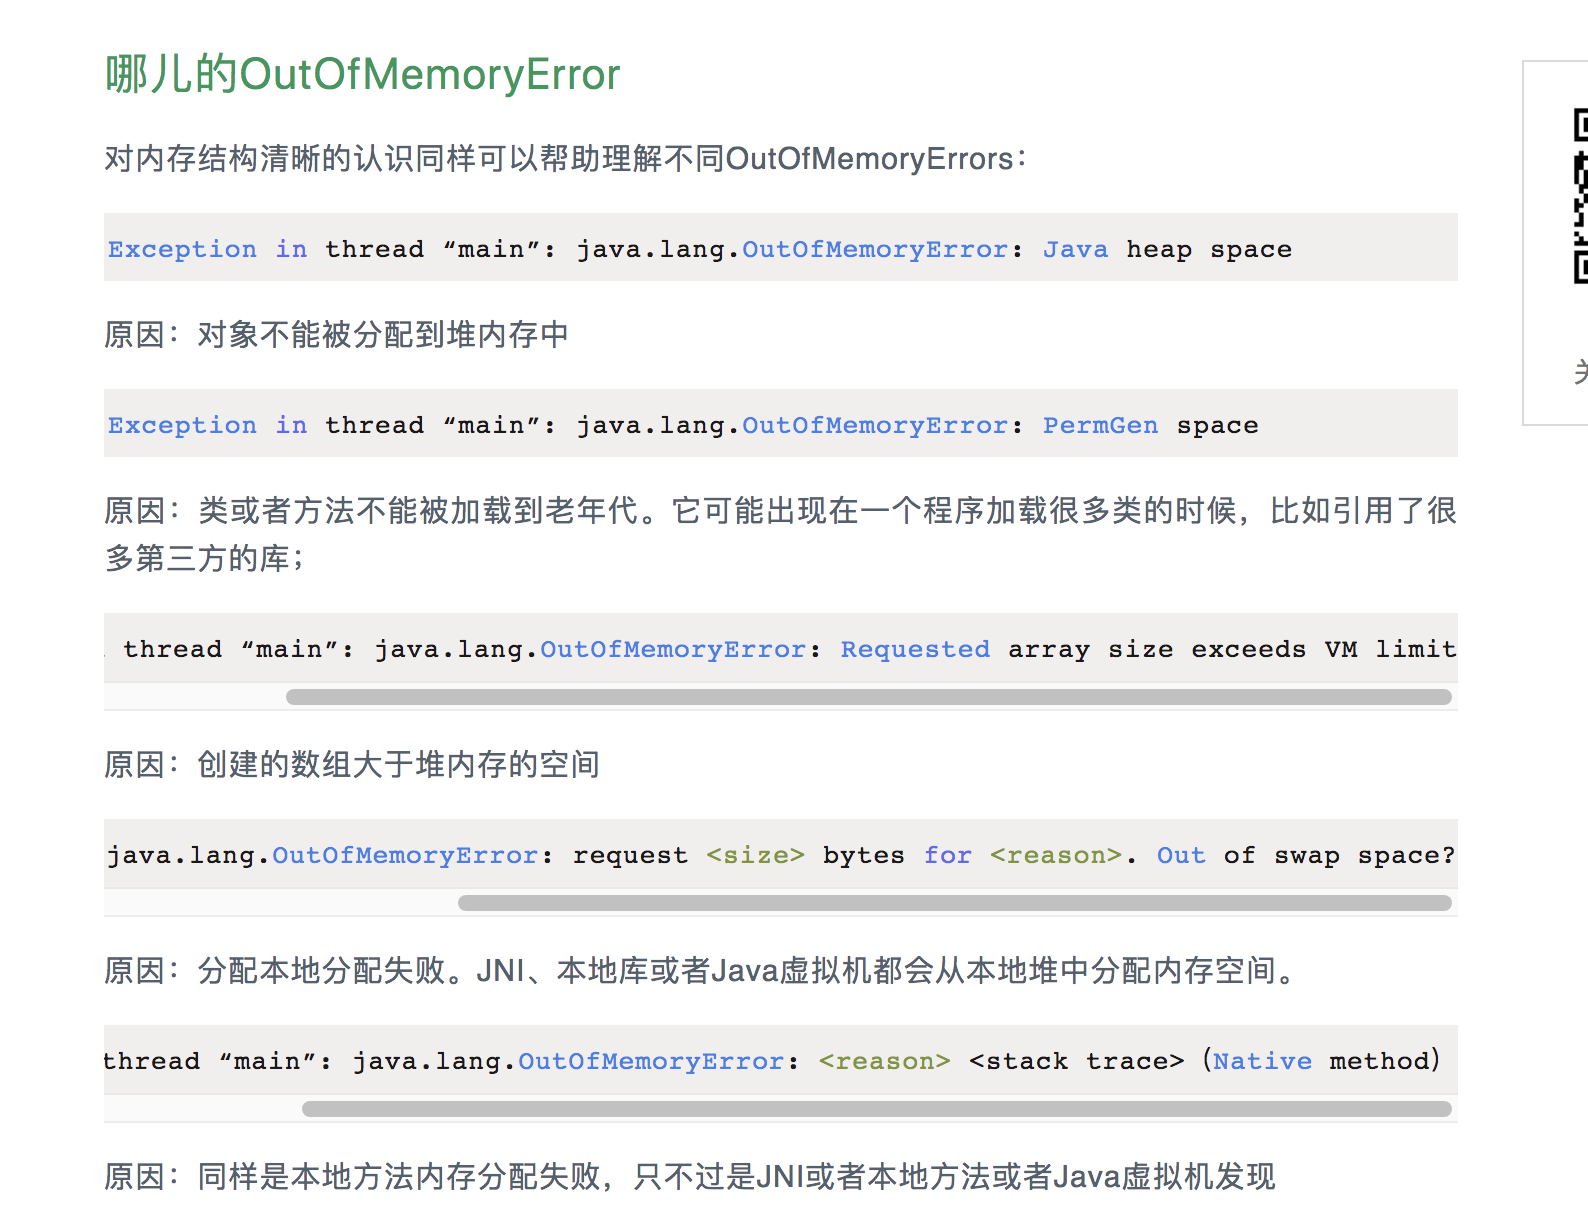 哪儿的OutOfMemoryError
对内存结构清晰的认识同样可以帮助理解不同OutOfMemoryErrors：
Exception in thread “main”: java.lang.OutOfMemoryError: Java heap space
原因：对象不能被分配到堆内存中
Exception in thread “main”: java.lang.OutOfMemoryError: PermGen space
原因：类或者方法不能被加载到老年代。它可能出现在一个程序加载很多类的时候，比如引用了很
多第三方的库；
thread “main”: java.lang.OutOfMemoryError: Requested array size exceeds VM limit
原因：创建的数组大于堆内存的空间
java.lang.OutOfMemoryError: request <size> bytes for <reason>. Out of swap space?
原因：分配本地分配失败。JNI、本地库或者Java虚拟机都会从本地堆中分配内存空间。
thread “main”: java.lang.OutOfMemoryError: <reason> <stack trace>（Native method）
原因：同样是本地方法内存分配失败，只不过是JNI或者本地方法或者Java虚拟机发现